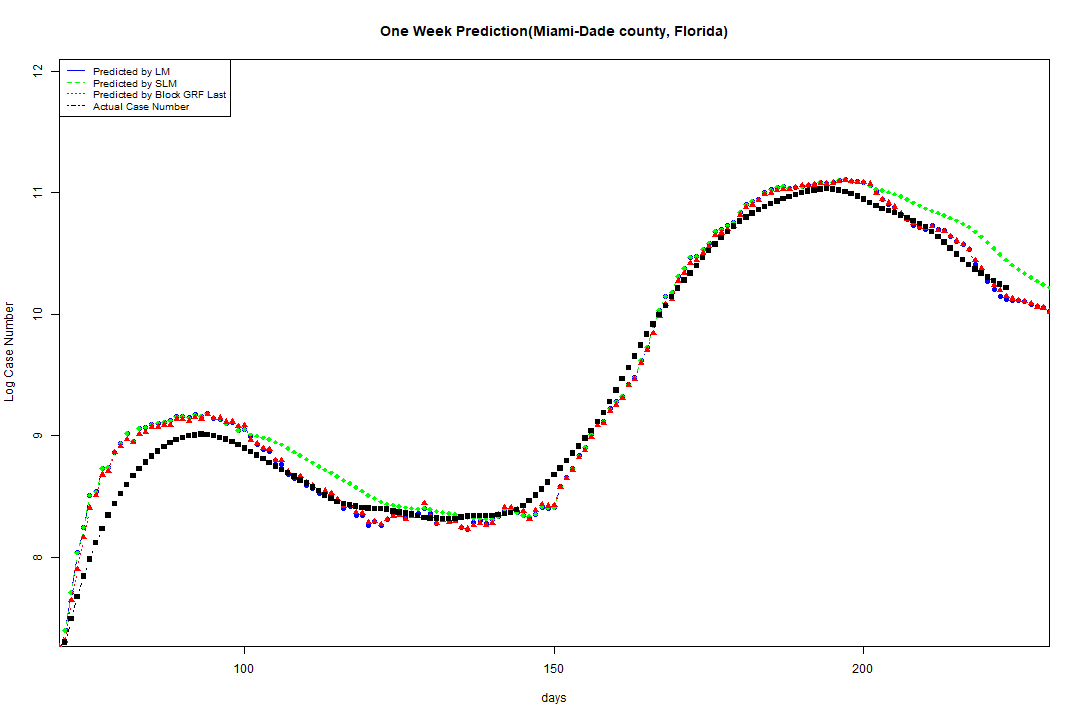 One Week Prediction(Miami-Dade county, Florida)
Predicted by LM
Predicted by SLM
Predicted by Block GRF Last
Actual Case Number
12
11
10
9
8
Log Case Number
100
150
200
days